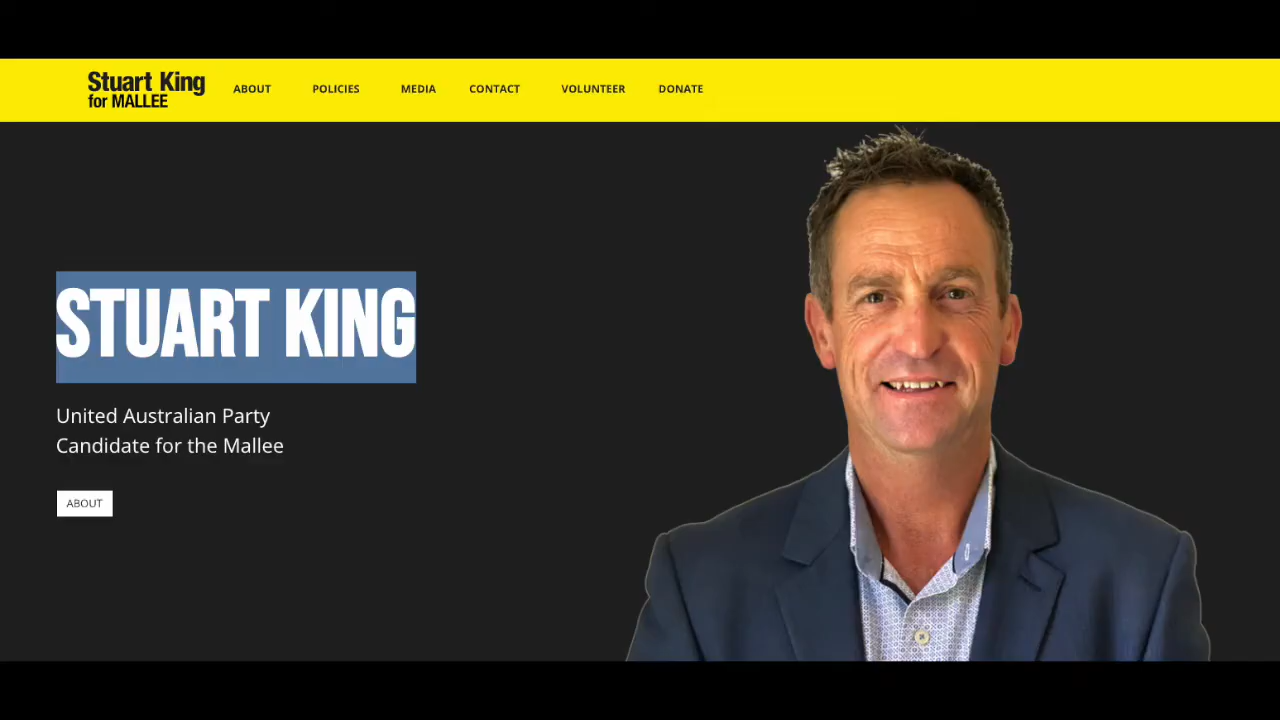 Stuart King
for MALLEE
ABOUT POLICIES MEDIA CONTACT VOLUNTEER DONATE
STUART KING
United Australian Party
Candidate for the Mallee
ABOUT